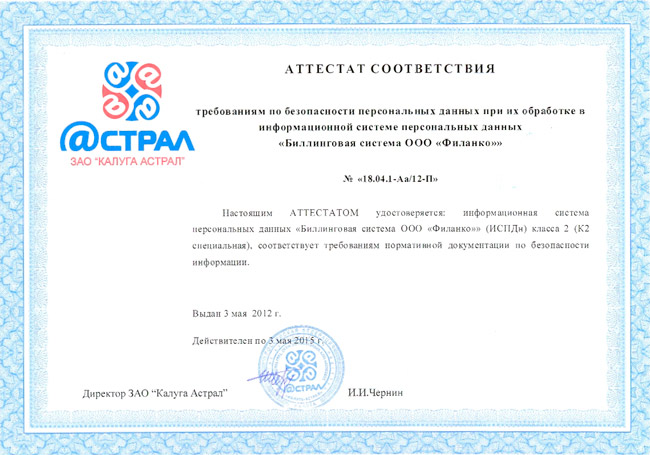 АТТЕСТАТ СООТВЕТСТВИЯ
@СТРАЛ
ЗАО "КАЛУГА АСТРАЛ"
требованиям по безопасности персональных данных при их обработке в
информационной системе персональных данных
«Биллинговая система ООО «Филанко»»
№ «18.04.1-Аа/12-П»
Настоящим АТТЕСТАТОМ удостоверяется: информационная система
персональных данных «Биллинговая система ООО «Филанко»» (ИСПДн) класса 2 (К2
специальная), соответствует требованиям нормативной документации по безопасности
информации.
Выдан 3 мая 2012 г.
Действителен по 3 мая 2015 г.
@СТРАЛ
Директор ЗАО "Калуга Астрал" И.И.Чернин